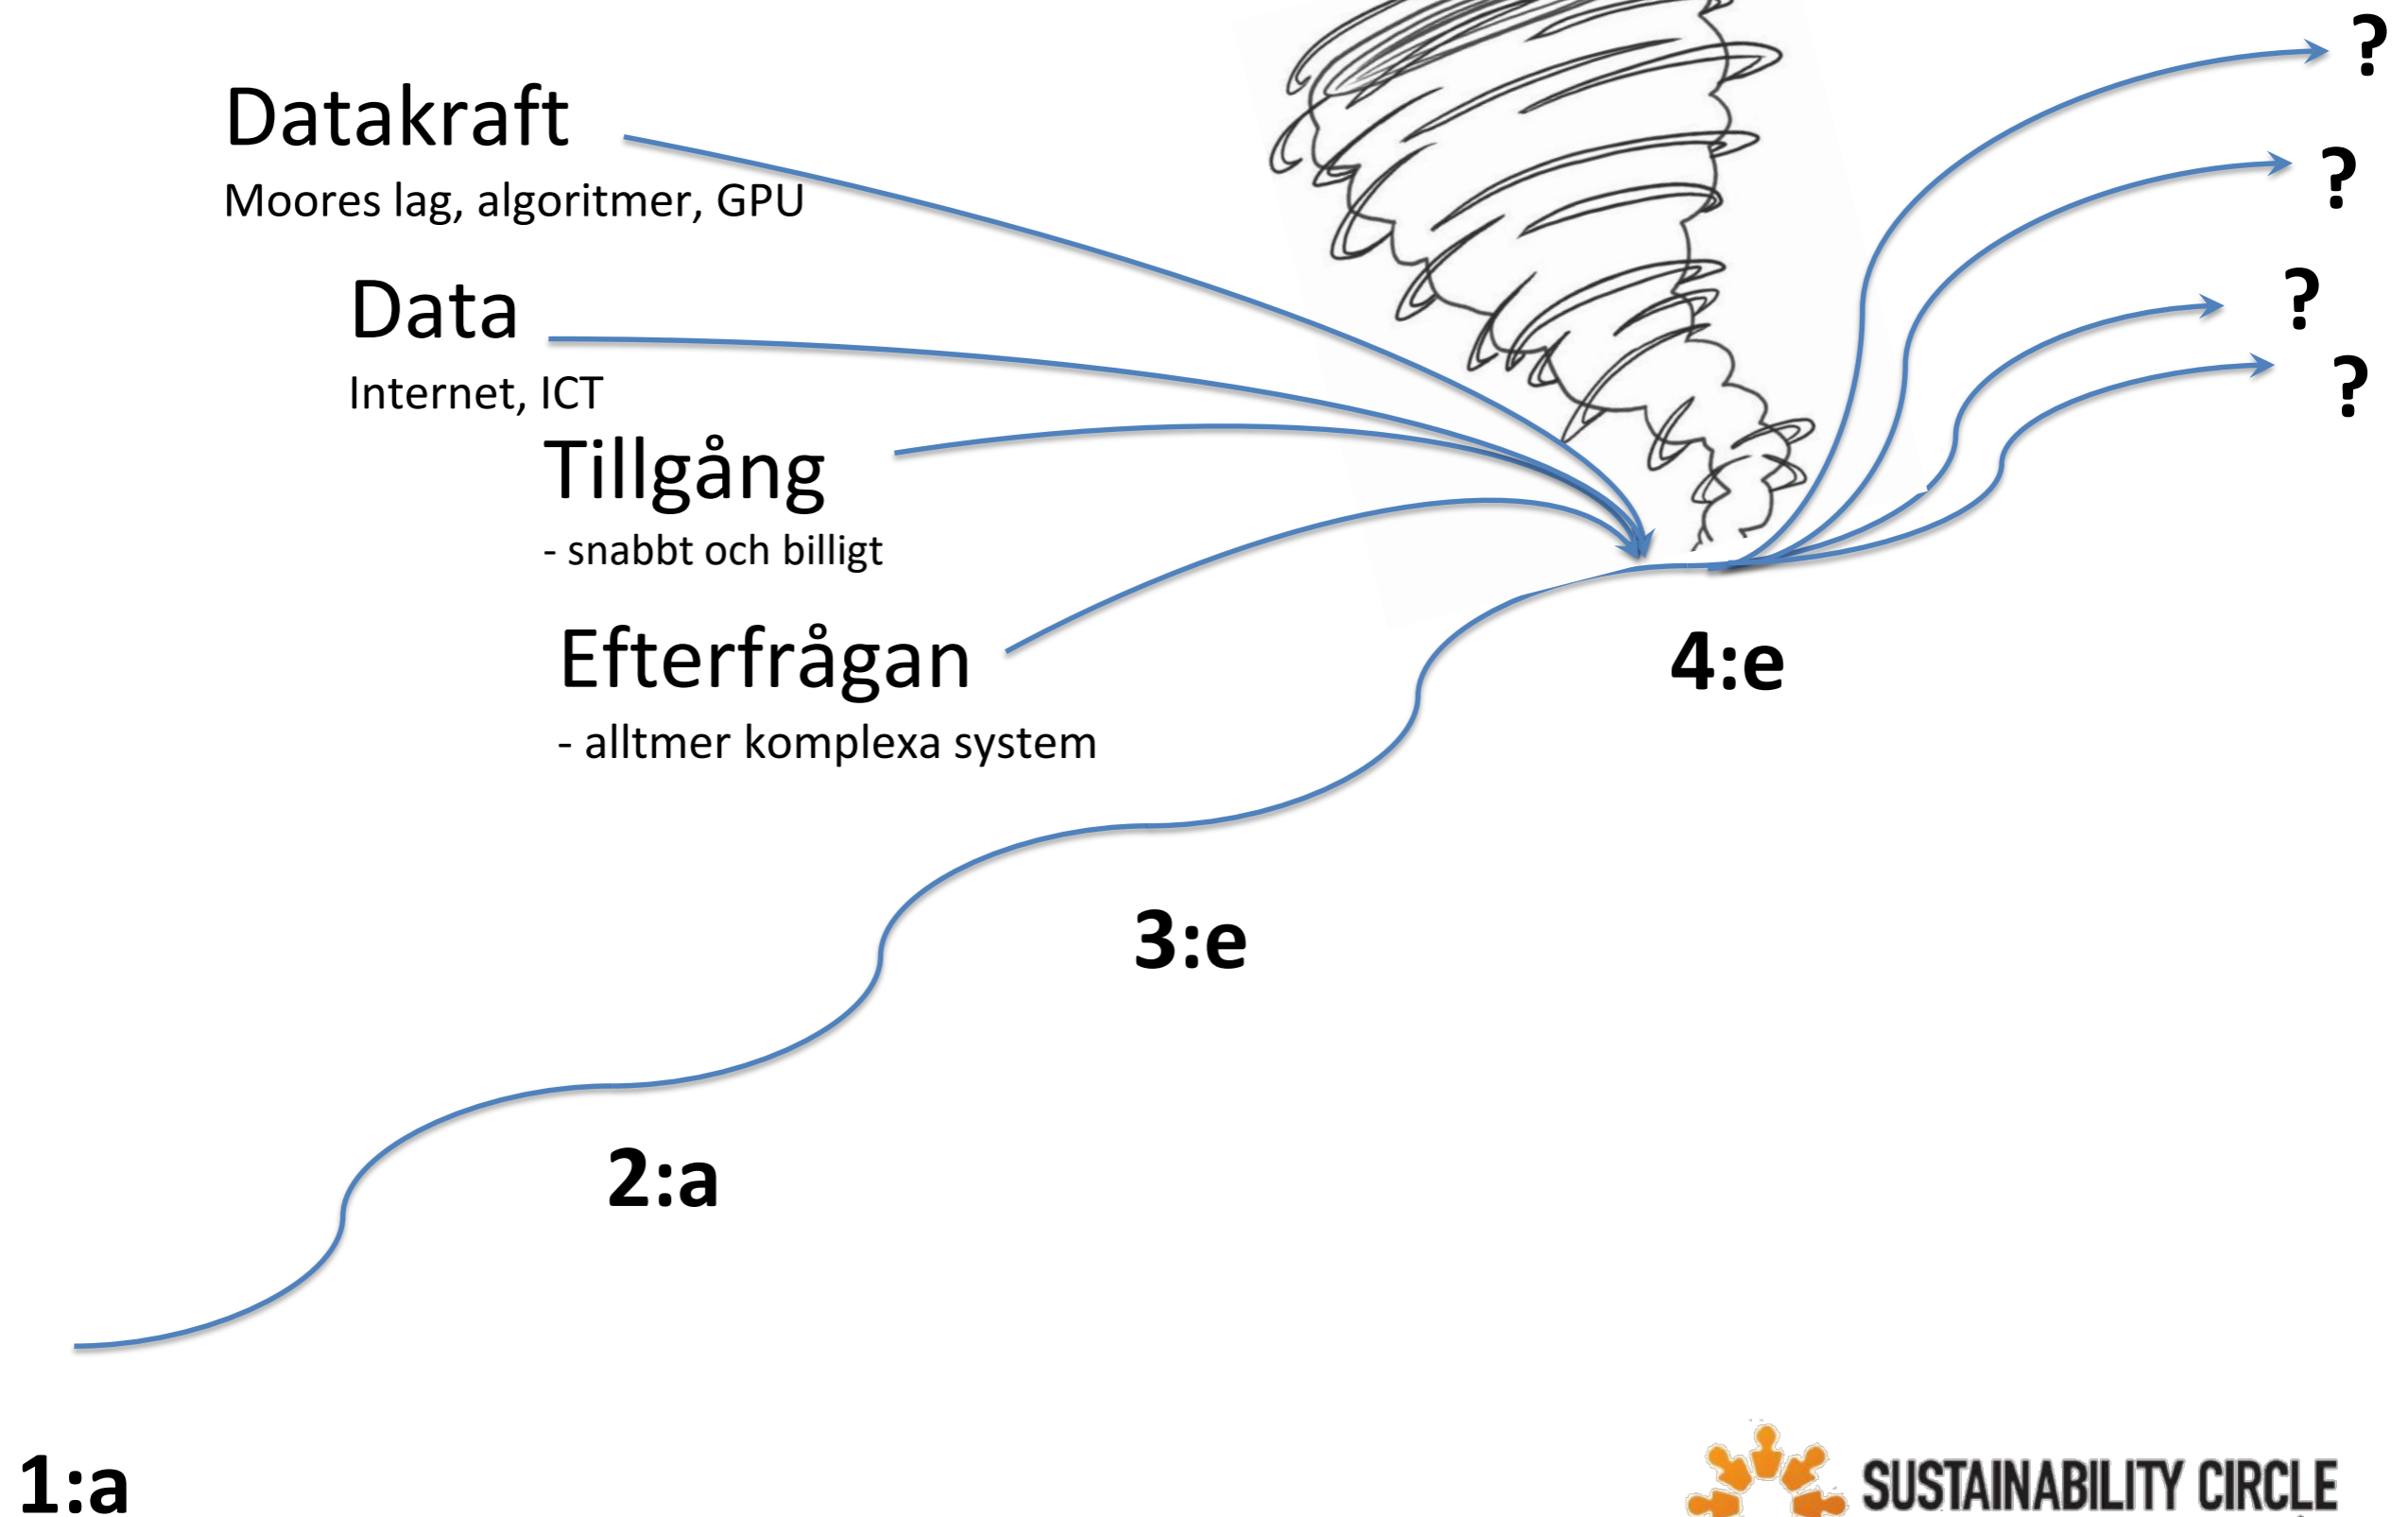 ?
Datakraft
Moores lag, algoritmer, GPU
?
Data
Internet, ICT
?
?
Tillgång
- snabbt och billigt
Efterfrågan
- alltmer komplexa system
4:e
3:e
2:a
1:a
SUSTAINABILITY CIRCLE